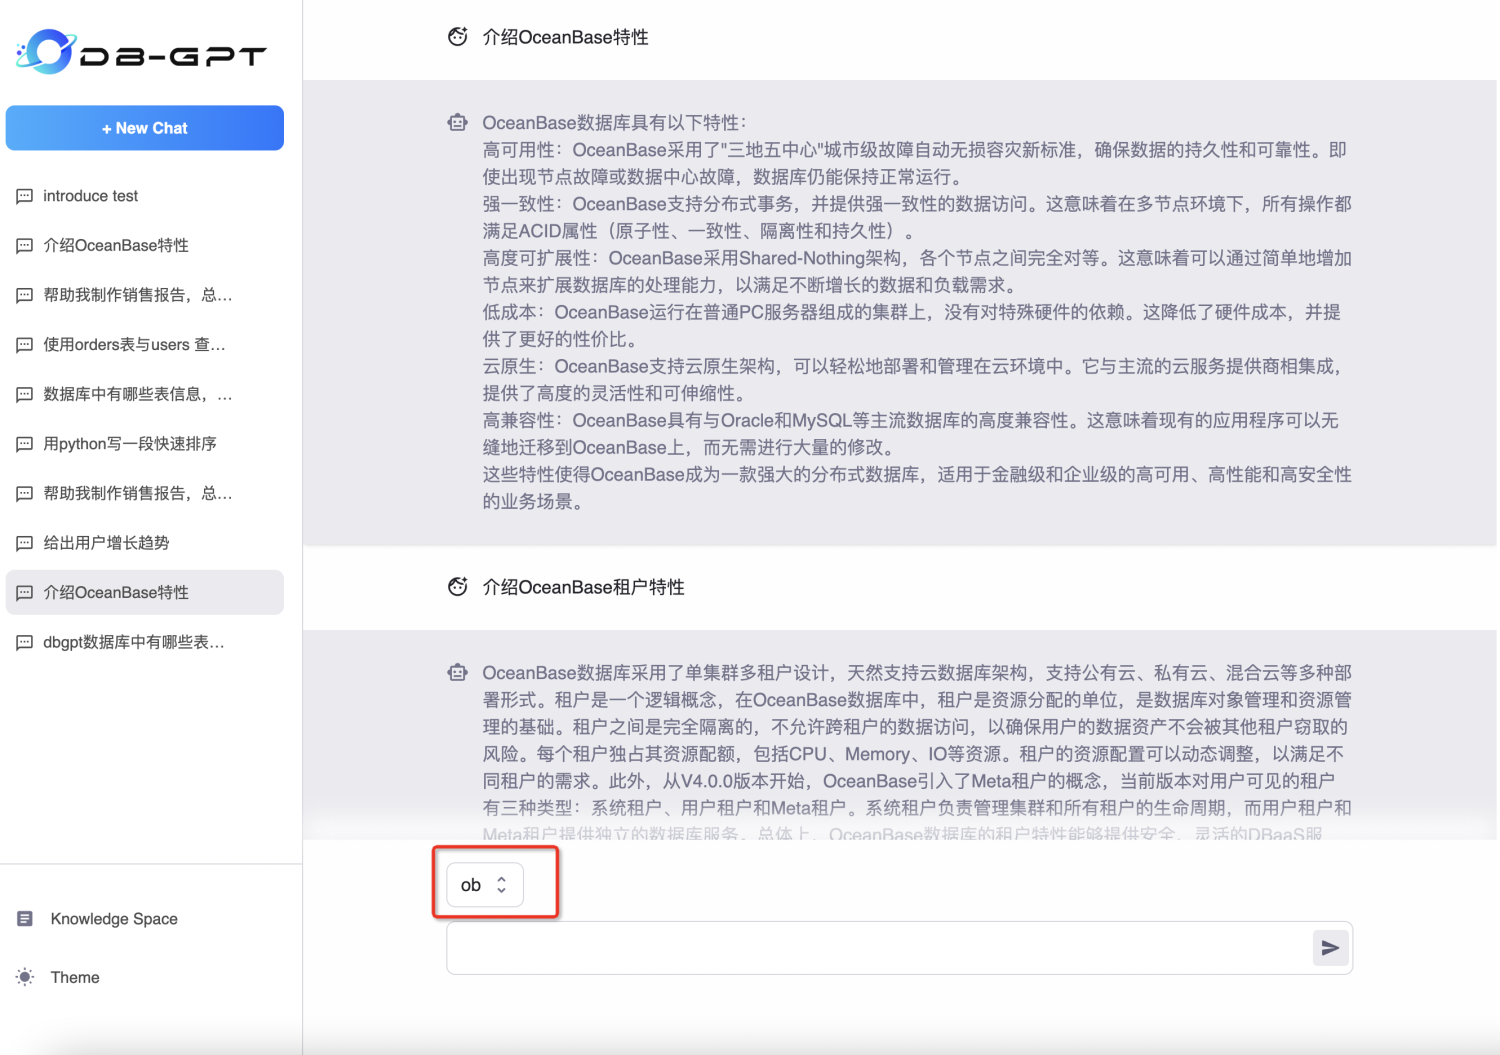 DB-GPT
+ New Chat
introduce test
介绍OceanBase特性
帮助我制作销售报告，总...
使用orders表与users 查...
数据库中有哪些表信息，...
用python写一段快速排序
帮助我制作销售报告，总...
给出用户增长趋势
介绍OceanBase特性
dbgpt数据库中有哪些表...
Knowledge Space
Theme
介绍OceanBase特性
OceanBase数据库具有以下特性：
高可用性：OceanBase采用了"三地五中心"城市级故障自动无损容灾新标准，确保数据的持久性和可靠性。即
使出现节点故障或数据中心故障，数据库仍能保持正常运行。
强一致性：OceanBase支持分布式事务，并提供强一致性的数据访问。这意味着在多节点环境下，所有操作都
满足ACID属性（原子性、一致性、隔离性和持久性）。
高度可扩展性：OceanBase采用Shared-Nothing架构，各个节点之间完全对等。这意味着可以通过简单地增加
节点来扩展数据库的处理能力，以满足不断增长的数据和负载需求。
低成本：OceanBase运行在普通PC服务器组成的集群上，没有对特殊硬件的依赖。这降低了硬件成本，并提
供了更好的性价比。
云原生：OceanBase支持云原生架构，可以轻松地部署和管理在云环境中。它与主流的云服务提供商相集成，
提供了高度的灵活性和可伸缩性。
高兼容性：OceanBase具有与Oracle和MySQL等主流数据库的高度兼容性。这意味着现有的应用程序可以无
缝地迁移到OceanBase上，而无需进行大量的修改。
这些特性使得OceanBase成为一款强大的分布式数据库，适用于金融级和企业级的高可用、高性能和高安全性
的业务场景。
介绍OceanBase租户特性
OceanBase数据库采用了单集群多租户设计，天然支持云数据库架构，支持公有云、私有云、混合云等多种部
署形式。租户是一个逻辑概念，在OceanBase数据库中，租户是资源分配的单位，是数据库对象管理和资源管
理的基础。租户之间是完全隔离的，不允许跨租户的数据访问，以确保用户的数据资产不会被其他租户窃取的
风险。每个租户独占其资源配额，包括CPU、Memory、IO等资源。租户的资源配置可以动态调整，以满足不
同租户的需求。此外，从V4.0.0版本开始，OceanBase引入了Meta租户的概念，当前版本对用户可见的租户
有三种类型：系统租户、用户租户和Meta租户。系统租户负责管理集群和所有租户的生命周期，而用户租户和
Meta租户提供独立的数据库服务。总体上，OceanBase数据库的租户特性能够提供安全、灵活的DBaaS服
ob